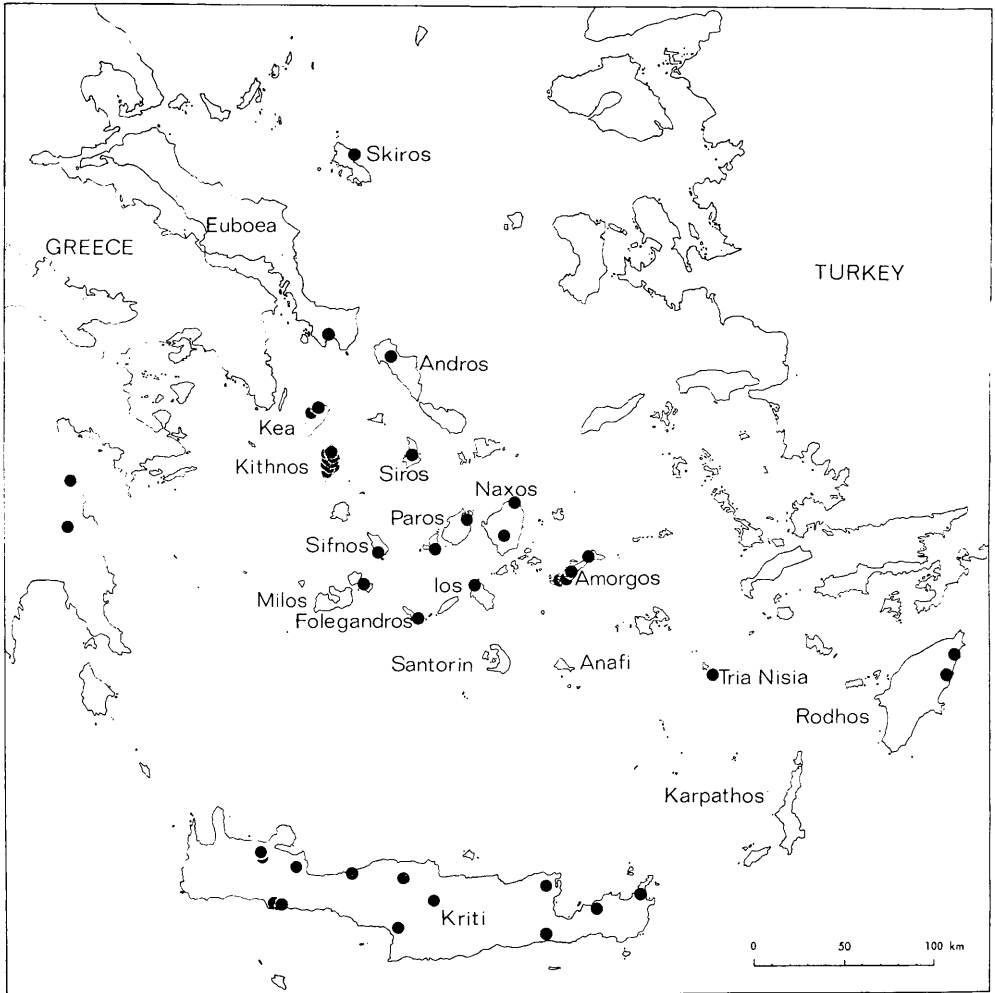 Skiros
Euboea
GREECE
TURKEY
Andros
Kea
Kithnos
Siros
Naxos
Paros
Sifnos
Ios
Amorgos
Milos
Folegandros
Santorin
Anafi
Tria Nisia
Rodhos
Karpathos
Kriti
0 50 100 km